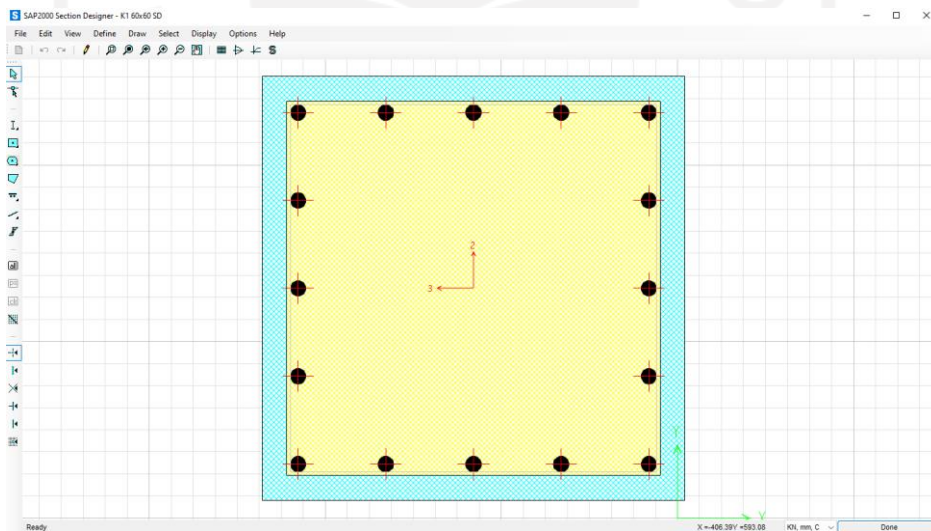 SAP2000 Section Designer - K1 60x60 SD
File Edit View Define Draw Select Display Options Help
2
3
Y
Y
Ready X =-406.39Y =593.08 KN, mm, C Done